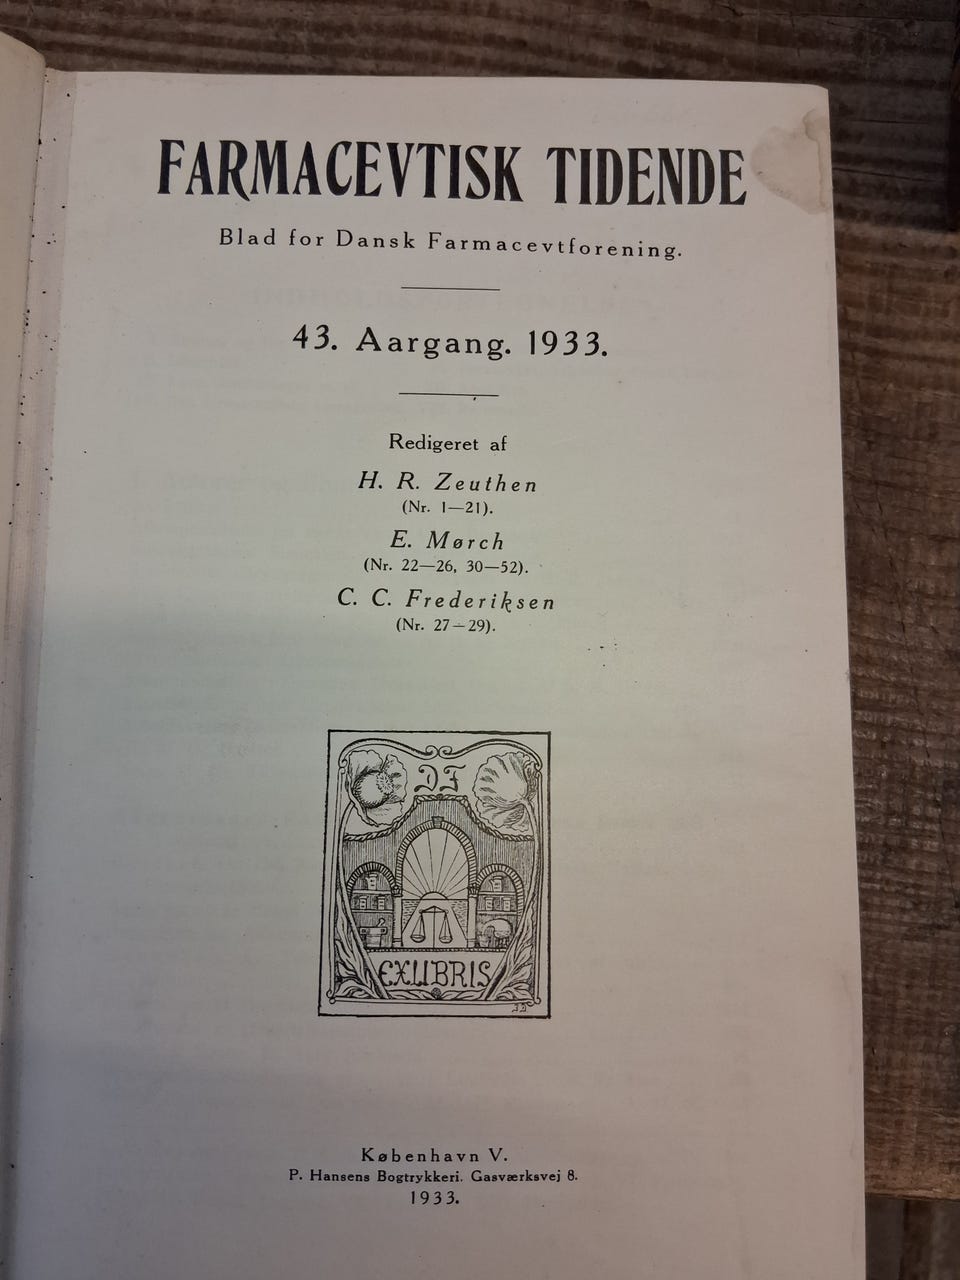 FARMACEVTISK TIDENDE
Blad for Dansk Farmacevtforening.
43. Aargang. 1933.
Redigeret af
H. R. Zeuthen
(Nr. 1—21).
E. Mørch
(Nr. 22—26, 30—52).
C. C. Frederiksen
(Nr. 27—29).
DF
EXLIBRIS
København V.
P. Hansens Bogtrykkeri. Gasværksvej 8.
1933.